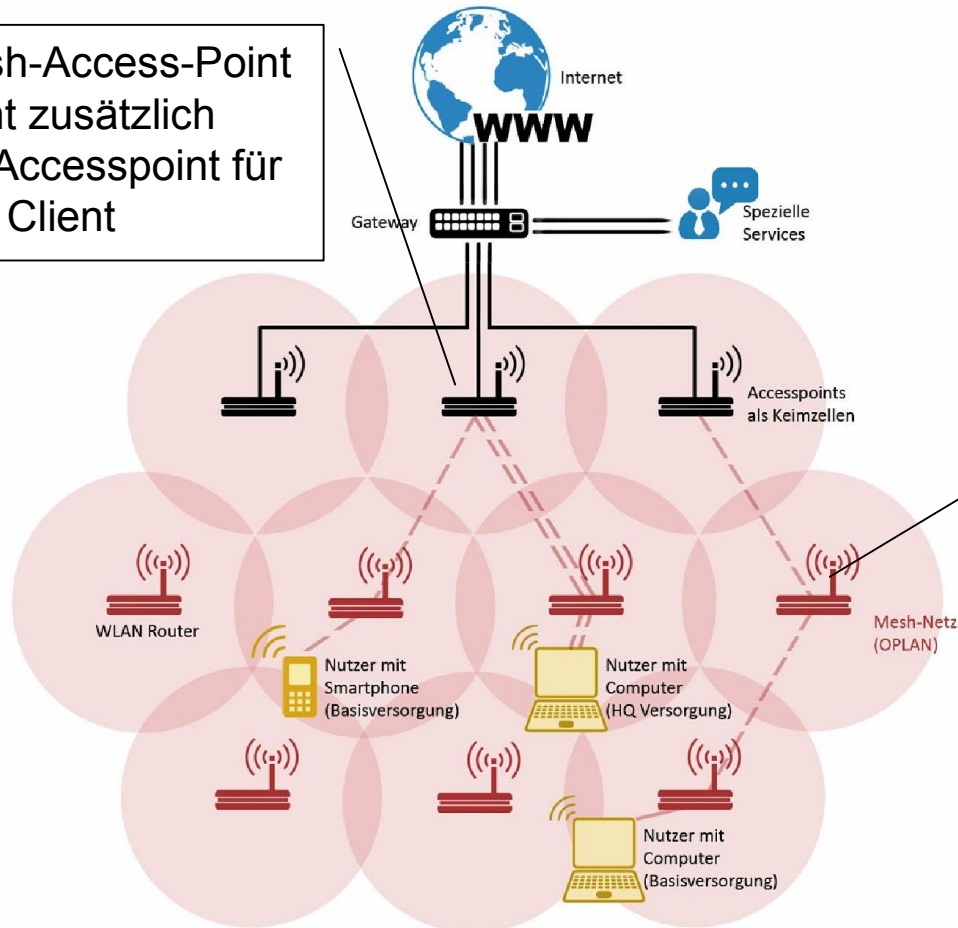 sh-Access-Point
nt zusätzlich
Accesspoint für
Client
Internet
WWW
Gateway
Spezielle
Services
Accesspoints
als Keimzellen
WLAN Router
Mesh-Netz
(OPLAN)
Nutzer mit
Smartphone
(Basisversorgung)
Nutzer mit
Computer
(HQ Versorgung)
Nutzer mit
Computer
(Basisversorgung)